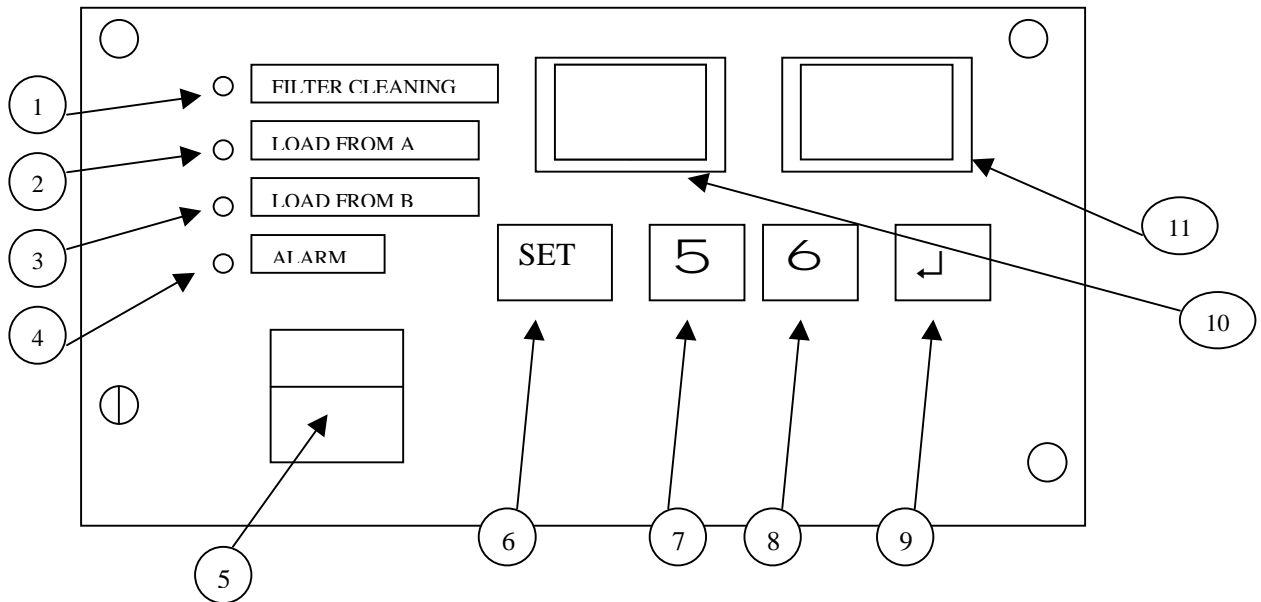 FILTER CLEANING
1
LOAD FROM A
2
LOAD FROM B
3
ALARM
4
SET 5 6 ↵
11
10
5
6 7 8 9